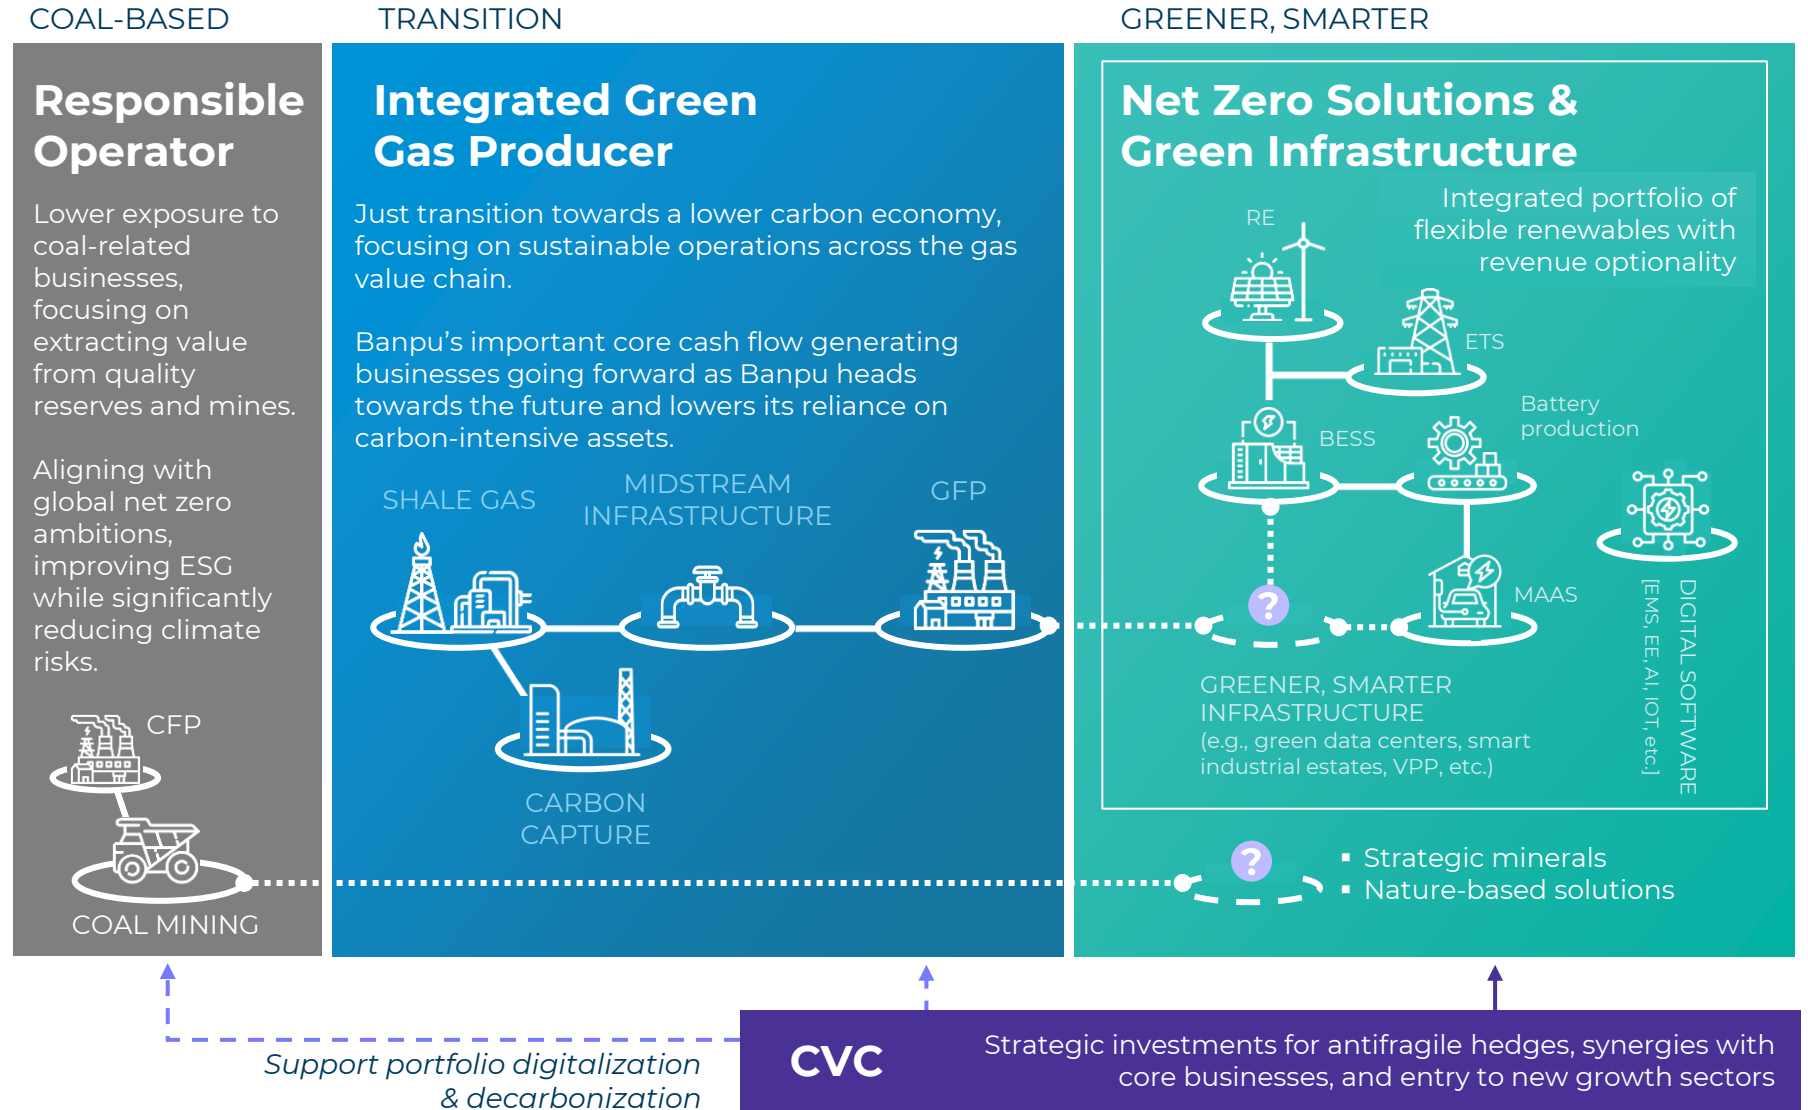 COAL-BASED
TRANSITION
GREENER, SMARTER
Responsible
Operator
Lower exposure to
coal-related
businesses,
focusing on
extracting value
from quality
reserves and mines.
Aligning with
global net zero
ambitions,
improving ESG
while significantly
reducing climate
risks.
CFP
COAL MINING
Integrated Green
Gas Producer
Just transition towards a lower carbon economy,
focusing on sustainable operations across the gas
value chain.
Banpu’s important core cash flow generating
businesses going forward as Banpu heads
towards the future and lowers its reliance on
carbon-intensive assets.
SHALE GAS
MIDSTREAM
INFRASTRUCTURE
GFP
CARBON
CAPTURE
Net Zero Solutions &
Green Infrastructure
Integrated portfolio of
flexible renewables with
revenue optionality
RE
ETS
BESS
Battery
production
MAAS
DIGITAL SOFTWARE
[EMS, EE, AI, IOT, etc.]
?
GREENER, SMARTER
INFRASTRUCTURE
(e.g., green data centers, smart
industrial estates, VPP, etc.)
?
▪ Strategic minerals
▪ Nature-based solutions
Support portfolio digitalization
& decarbonization
CVC
Strategic investments for antifragile hedges, synergies with
core businesses, and entry to new growth sectors